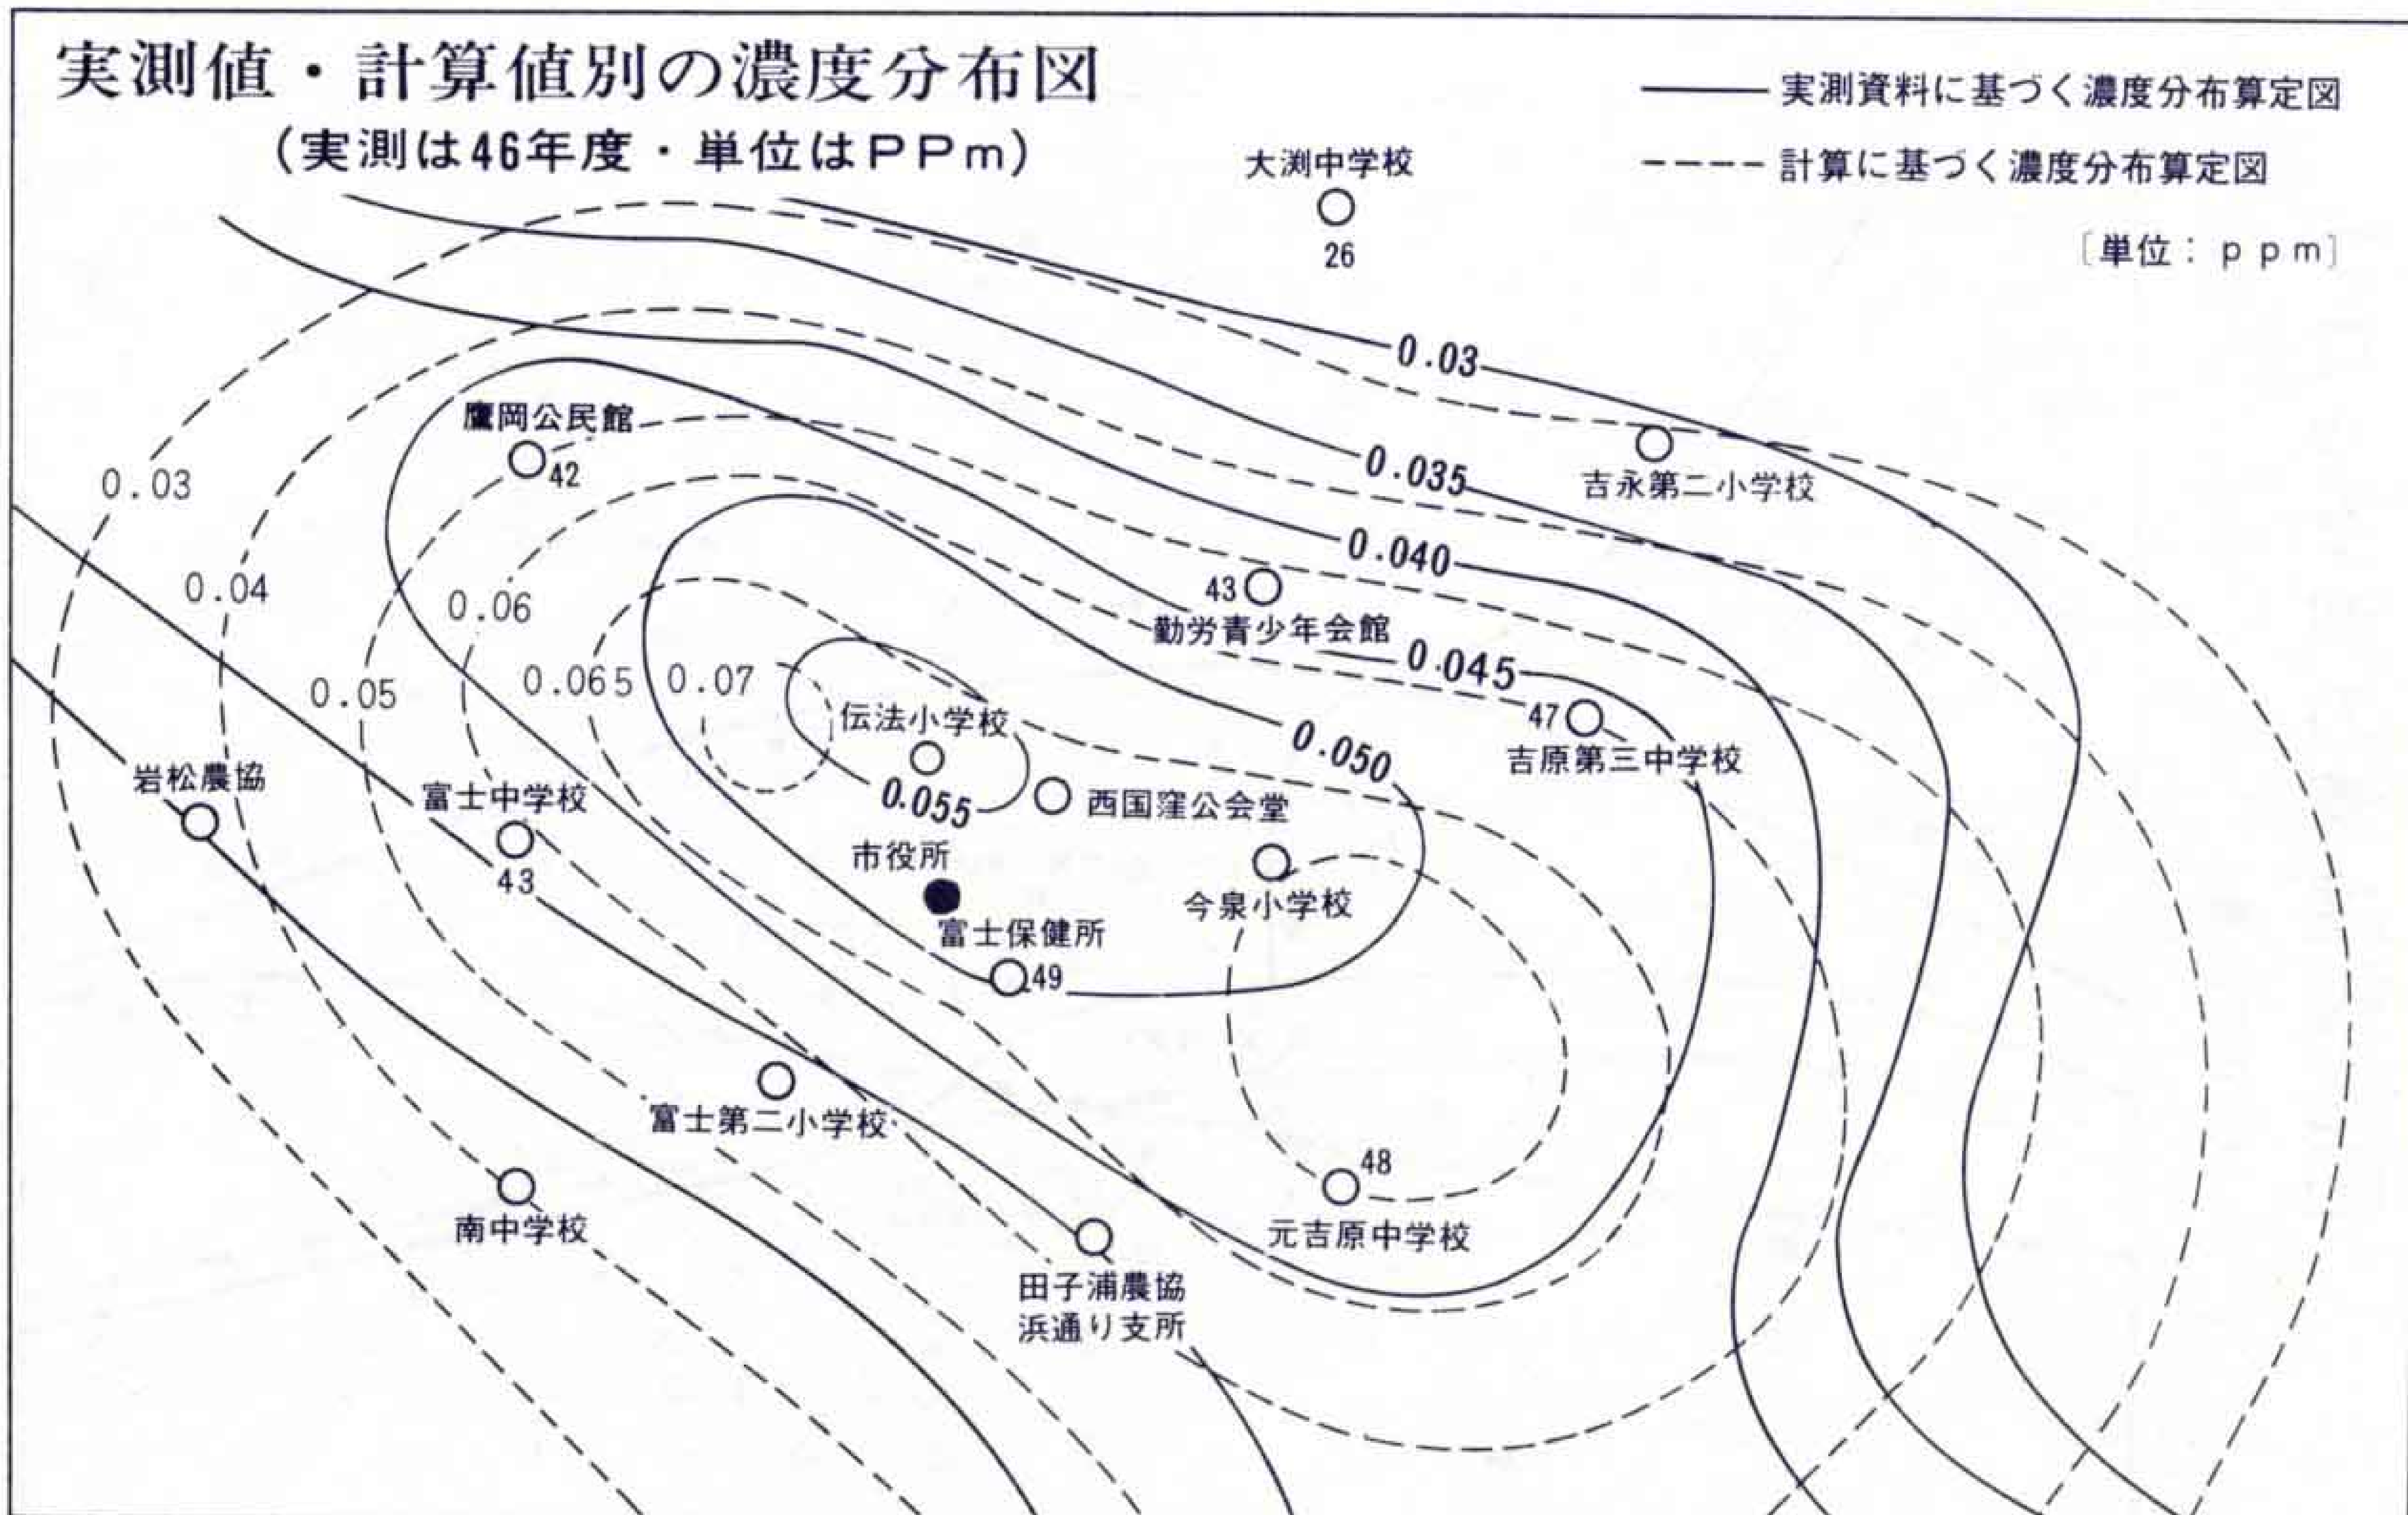 実測値・計算値別の濃度分布図
(実測は46年度・単位はPPm)
実測資料に基づく濃度分布算定図
計算に基づく濃度分布算定図
[単位：ppm]
大渕中学校
26
0.03
鷹岡公民館
42
0.035
吉永第二小学校
0.03
0.040
0.04
0.06
43
勤労青少年会館
0.045
0.05
0.065
0.07
伝法小学校
47
吉原第三中学校
0.050
岩松農協
富士中学校
43
0.055
西国窪公会堂
市役所
今泉小学校
富士保健所
49
富士第二小学校
48
元吉原中学校
南中学校
田子浦農協
浜通り支所